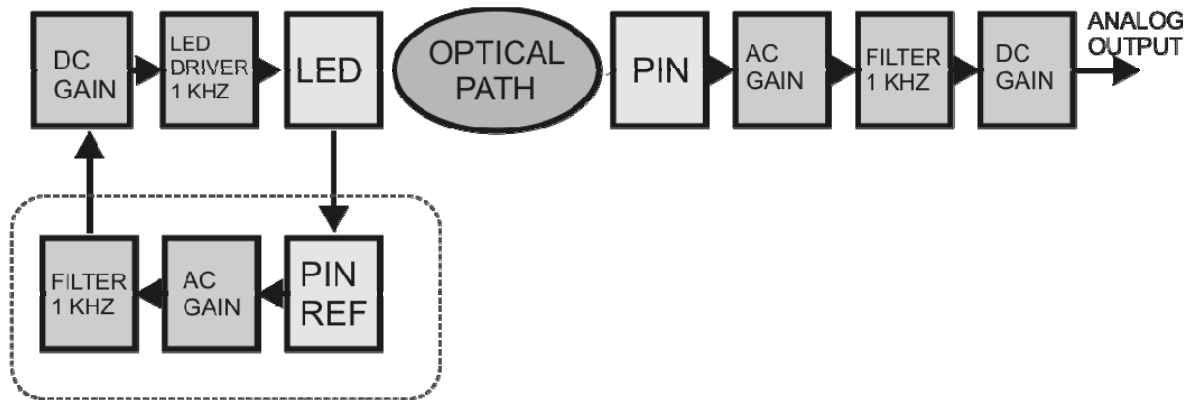 DC
GAIN
LED
DRIVER
1 KHZ
LED
OPTICAL
PATH
PIN
AC
GAIN
FILTER
1 KHZ
DC
GAIN
ANALOG
OUTPUT
FILTER
1 KHZ
AC
GAIN
PIN
REF